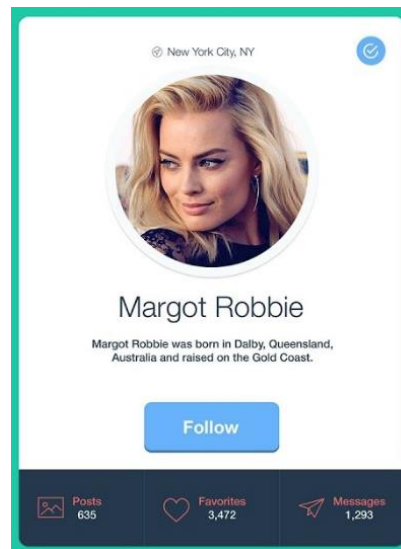 New York City, NY
Margot Robbie
Margot Robbie was born in Dalby, Queensland,
Australia and raised on the Gold Coast.
Follow
Posts
635
Favorites
3,472
Messages
1,293